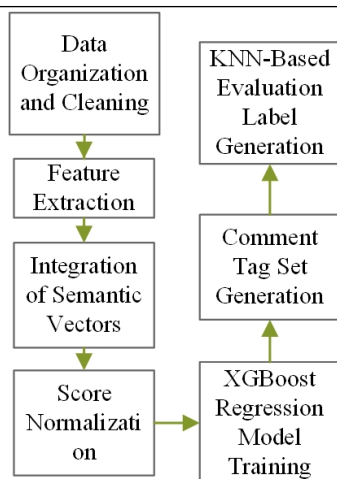 Data
Organization
and Cleaning
Feature
Extraction
Integration
of Semantic
Vectors
Score
Normalizati
on
XGBoost
Regression
Model
Training
Comment
Tag Set
Generation
KNN-Based
Evaluation
Label
Generation